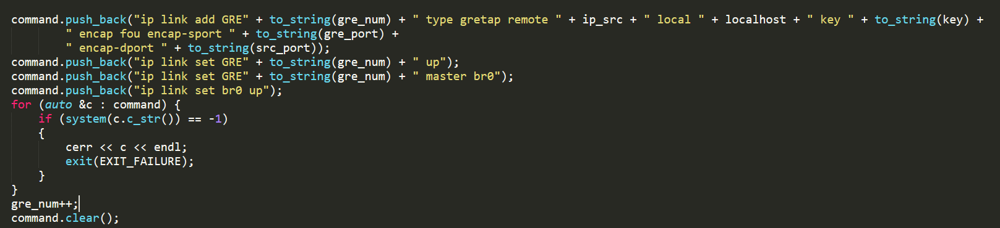 command.push_back("ip link add GRE" + to_string(gre_num) + " type gretap remote " + ip_src + " local " + localhost + " key " + to_string(key) +
        " encap fou encap-sport " + to_string(gre_port) +
        " encap-dport " + to_string(src_port));
command.push_back("ip link set GRE" + to_string(gre_num) + " up");
command.push_back("ip link set GRE" + to_string(gre_num) + " master br0");
command.push_back("ip link set br0 up");
for (auto &c : command) {
    if (system(c.c_str()) == -1)
    {
        cerr << c << endl;
        exit(EXIT_FAILURE);
    }
}
gre_num++;
command.clear();